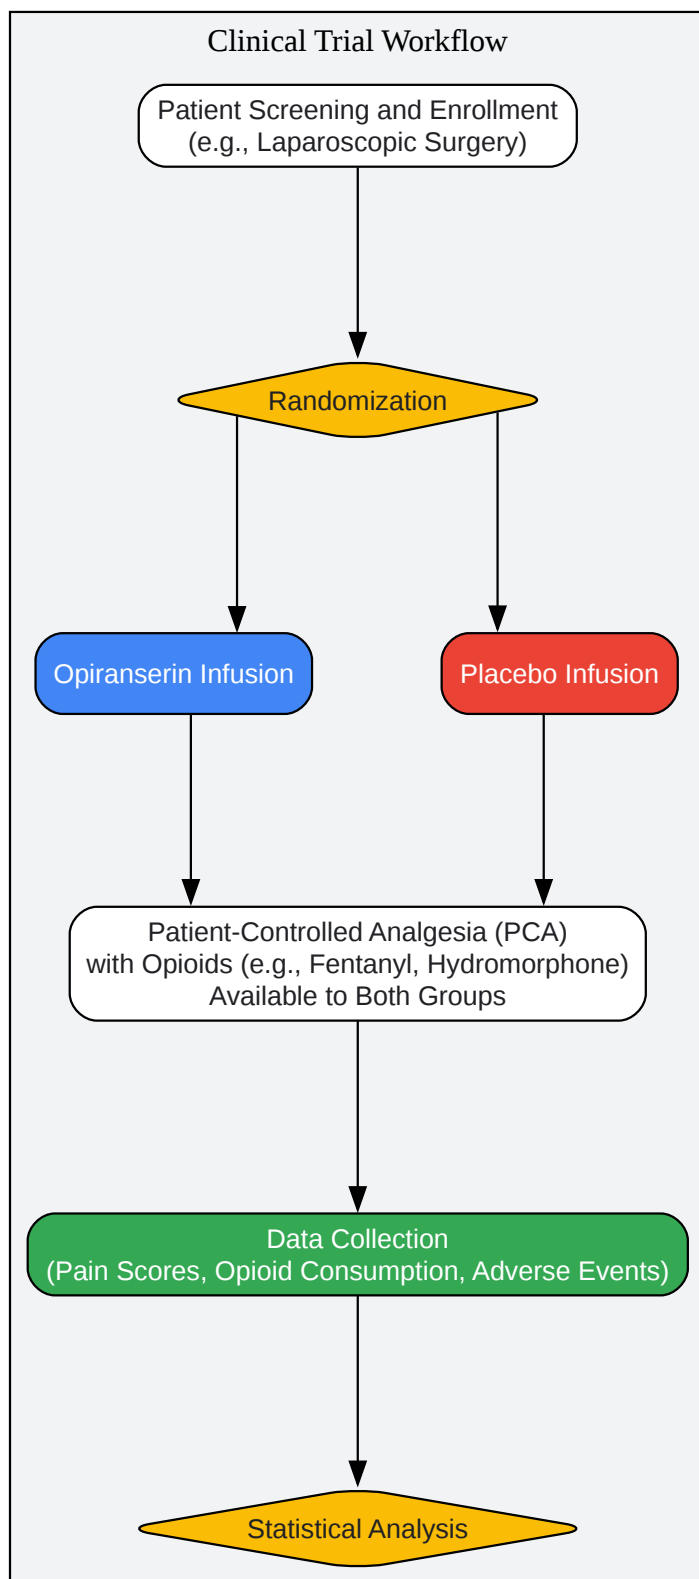 Clinical Trial Workflow
Patient Screening and Enrollment
(e.g., Laparoscopic Surgery)
Randomization
Opiranserin Infusion
Placebo Infusion
Patient-Controlled Analgesia (PCA)
with Opioids (e.g., Fentanyl, Hydromorphone)
Available to Both Groups
Data Collection
(Pain Scores, Opioid Consumption, Adverse Events)
Statistical Analysis